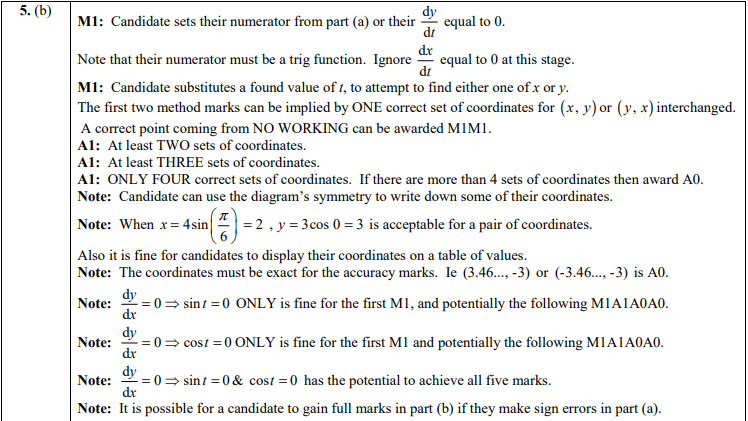 5. (b)
M1: Candidate sets their numerator from part (a) or their dy/dt equal to 0.
Note that their numerator must be a trig function. Ignore dx/dt equal to 0 at this stage.
M1: Candidate substitutes a found value of t, to attempt to find either one of x or y.
The first two method marks can be implied by ONE correct set of coordinates for (x, y) or (y, x) interchanged.
A correct point coming from NO WORKING can be awarded M1M1.
A1: At least TWO sets of coordinates.
A1: At least THREE sets of coordinates.
A1: ONLY FOUR correct sets of coordinates. If there are more than 4 sets of coordinates then award A0.
Note: Candidate can use the diagram's symmetry to write down some of their coordinates.
Note: When x = 4sin(π/6) = 2 , y = 3cos 0 = 3 is acceptable for a pair of coordinates.
Also it is fine for candidates to display their coordinates on a table of values.
Note: The coordinates must be exact for the accuracy marks. Ie (3.46..., -3) or (-3.46..., -3) is A0.
Note: dy/dx = 0 ⇒ sin t = 0 ONLY is fine for the first M1, and potentially the following M1A1A0A0.
Note: dy/dx = 0 ⇒ cos t = 0 ONLY is fine for the first M1 and potentially the following M1A1A0A0.
Note: dy/dx = 0 ⇒ sin t = 0 & cos t = 0 has the potential to achieve all five marks.
Note: It is possible for a candidate to gain full marks in part (b) if they make sign errors in part (a).